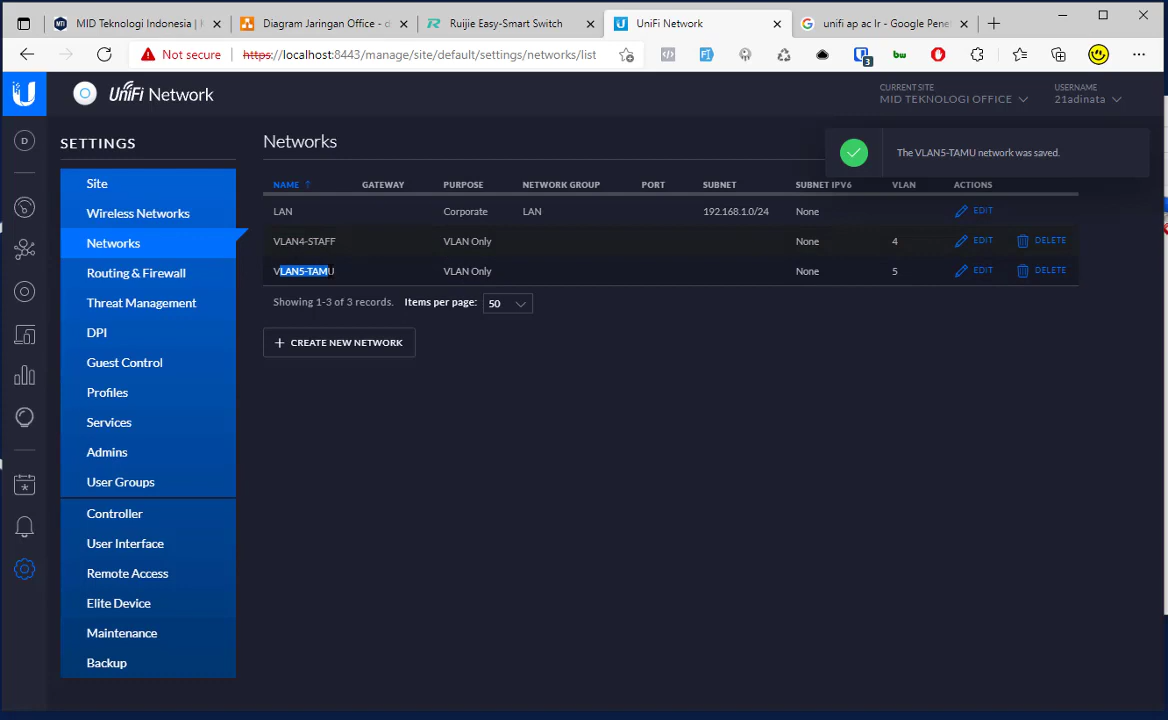 MID Teknologi Indonesia |
Diagram Jaringan Office - d
Ruijie Easy-Smart Switch
UniFi Network
unifi ap ac lr - Google Pene
Not secure
https://localhost:8443/manage/site/default/settings/networks/list
3
UniFi Network
CURRENT SITE
MID TEKNOLOGI OFFICE
USERNAME
21adinata
D
SETTINGS
Site
Wireless Networks
Networks
Routing & Firewall
Threat Management
DPI
Guest Control
Profiles
Services
Admins
User Groups
Controller
User Interface
Remote Access
Elite Device
Maintenance
Backup
Networks
The VLAN5-TAMU network was saved.
NAME GATEWAY PURPOSE NETWORK GROUP PORT SUBNET SUBNET IPV6 VLAN ACTIONS
LAN Corporate LAN 192.168.1.0/24 None EDIT
VLAN4-STAFF VLAN Only None 4 EDIT DELETE
VLAN5-TAMU VLAN Only None 5 EDIT DELETE
Showing 1-3 of 3 records. Items per page: 50
+ CREATE NEW NETWORK